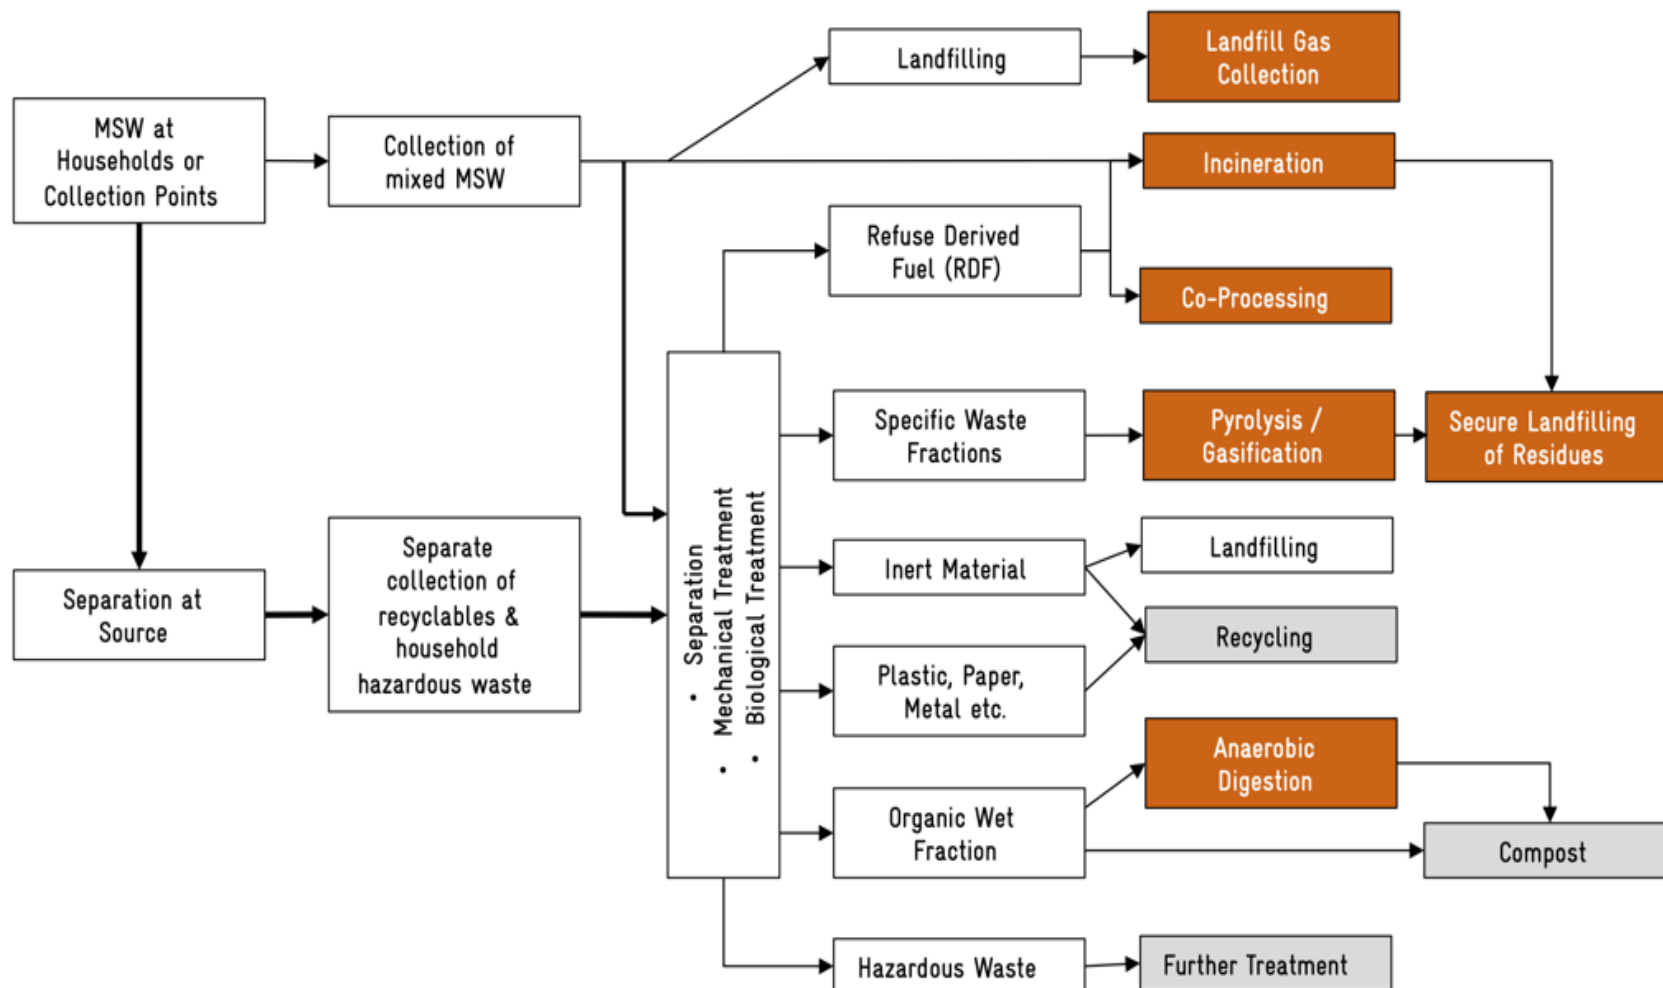 Landfilling
Landfill Gas
Collection
MSW at
Households or
Collection Points
Collection of
mixed MSW
Incineration
Refuse Derived
Fuel (RDF)
Co-Processing
Specific Waste
Fractions
Pyrolysis /
Gasification
Secure Landfilling
of Residues
Separation at
Source
Separate
collection of
recyclables &
household
hazardous waste
• Separation
• Mechanical Treatment
• Biological Treatment
Inert Material
Landfilling
Recycling
Plastic, Paper,
Metal etc.
Anaerobic
Digestion
Organic Wet
Fraction
Compost
Hazardous Waste
Further Treatment